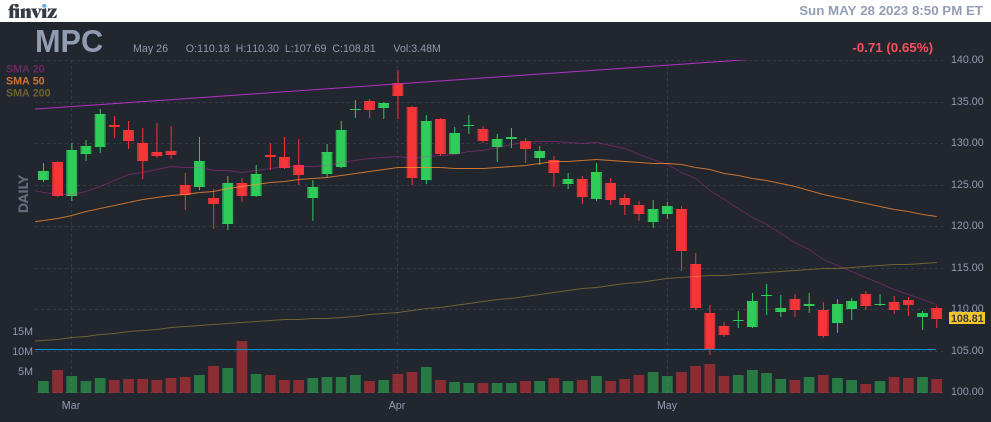 finviz
Sun MAY 28 2023 8:50 PM ET
MPC
May 26 O:110.18 H:110.30 L:107.69 C:108.81 Vol:3.48M
-0.71 (0.65%)
SMA 20
SMA 50
SMA 200
DAILY
140.00
135.00
130.00
125.00
120.00
115.00
110.00
108.81
105.00
100.00
15M
10M
5M
Mar
Apr
May